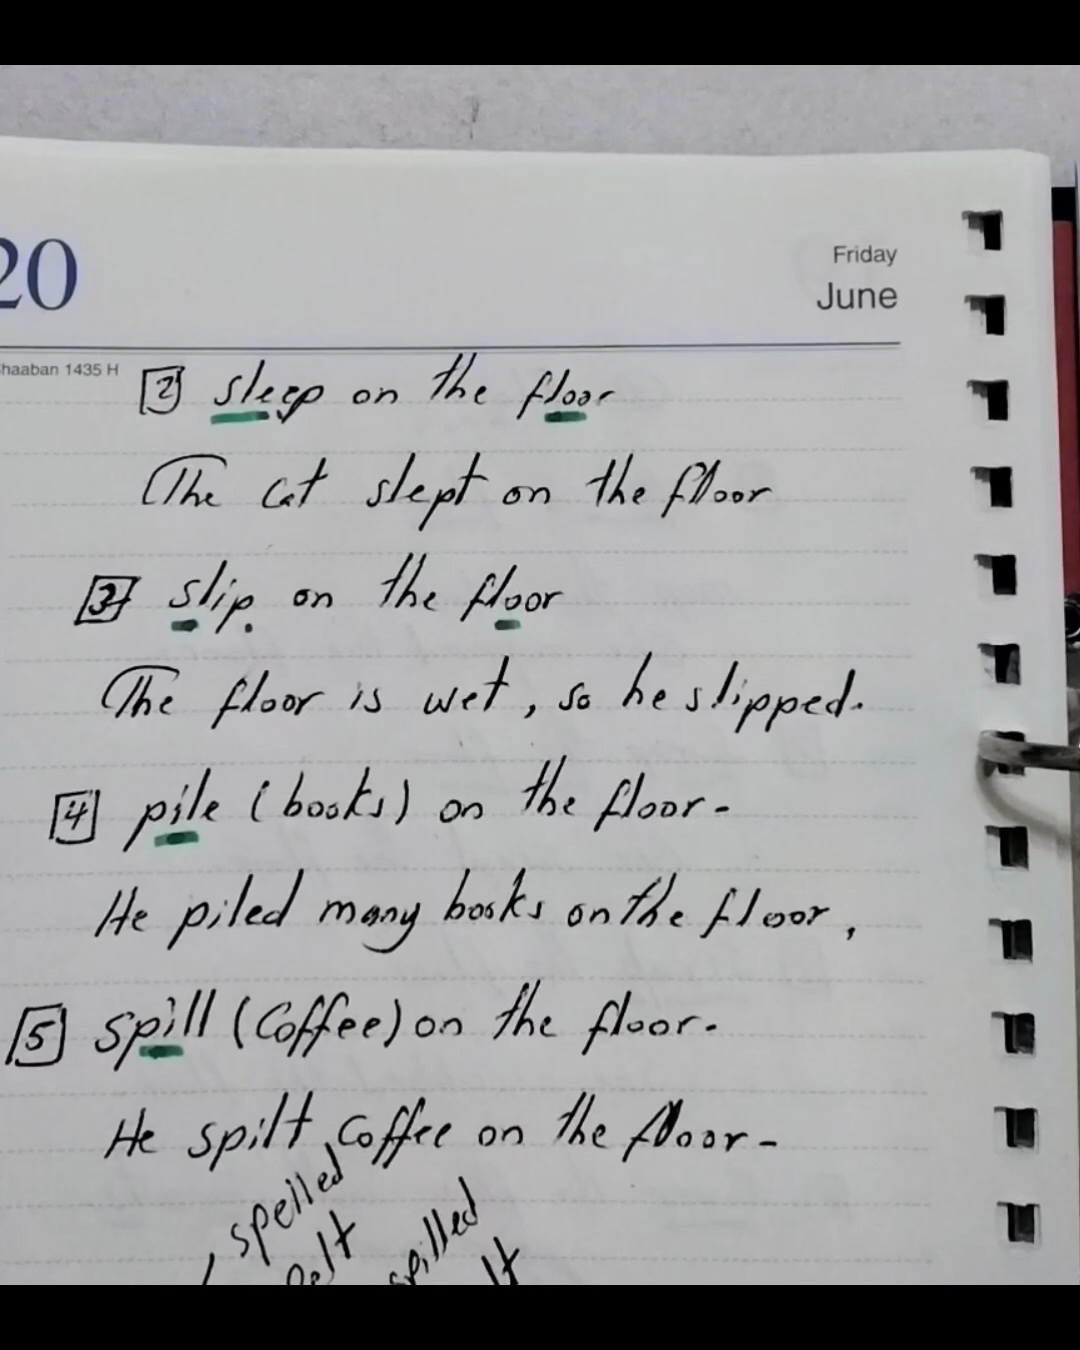 20
Friday
June
haaban 1435 H
[2] sleep on the floor
The cat slept on the floor
[3] slip. on the floor
The floor is wet, so he slipped.
[4] pile (books) on the floor-
He piled many books on the floor,
[5] spill (coffee) on the floor.
He spilt, coffee on the floor-
spelled
pelt
spilled
lt